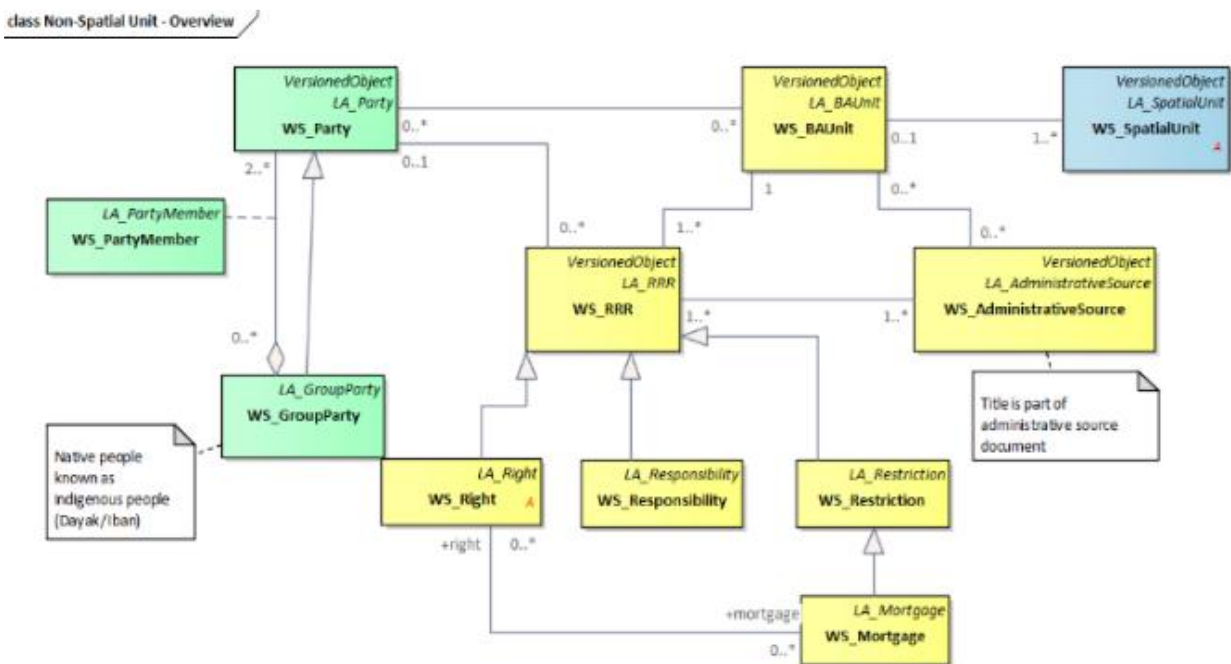 class Non-Spatial Unit - Overview
VersionedObject
LA_Party
WS_Party
VersionedObject
LA_BAUnit
WS_BAUnit
VersionedObject
LA_SpatialUnit
WS_SpatialUnit
A
0..*
0..*
0..1
1..*
0..1
2..*
1
0..*
LA_PartyMember
WS_PartyMember
0..*
1..*
0..*
VersionedObject
LA_RRR
WS_RRR
VersionedObject
LA_AdministrativeSource
WS_AdministrativeSource
1..*
1..*
0..*
LA_GroupParty
WS_GroupParty
Title is part of
administrative source
document
Native people
known as
indigenous people
(Dayak/Iban)
LA_Right
WS_Right
A
LA_Responsibility
WS_Responsibility
LA_Restriction
WS_Restriction
+right
0..*
+mortgage
0..*
LA_Mortgage
WS_Mortgage